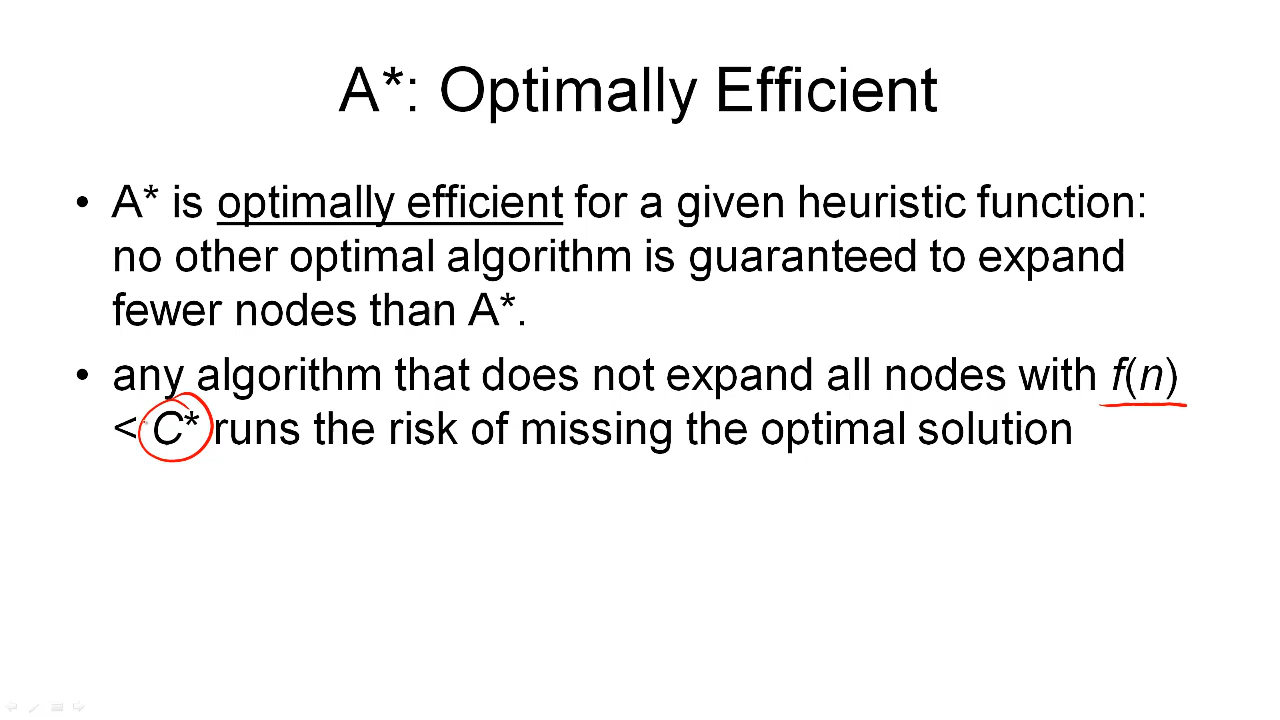 A*: Optimally Efficient
• A* is optimally efficient for a given heuristic function:
no other optimal algorithm is guaranteed to expand
fewer nodes than A*.
• any algorithm that does not expand all nodes with f(n)
< C* runs the risk of missing the optimal solution